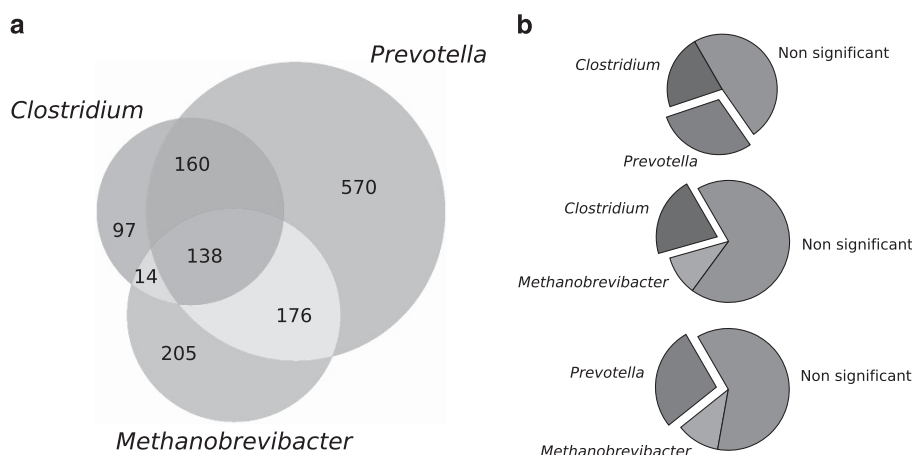 a
Prevotella
Clostridium
160
570
97
138
14
176
205
Methanobrevibacter
b
Non significant
Clostridium
Prevotella
Clostridium
Non significant
Methanobrevibacter
Prevotella
Non significant
Methanobrevibacter